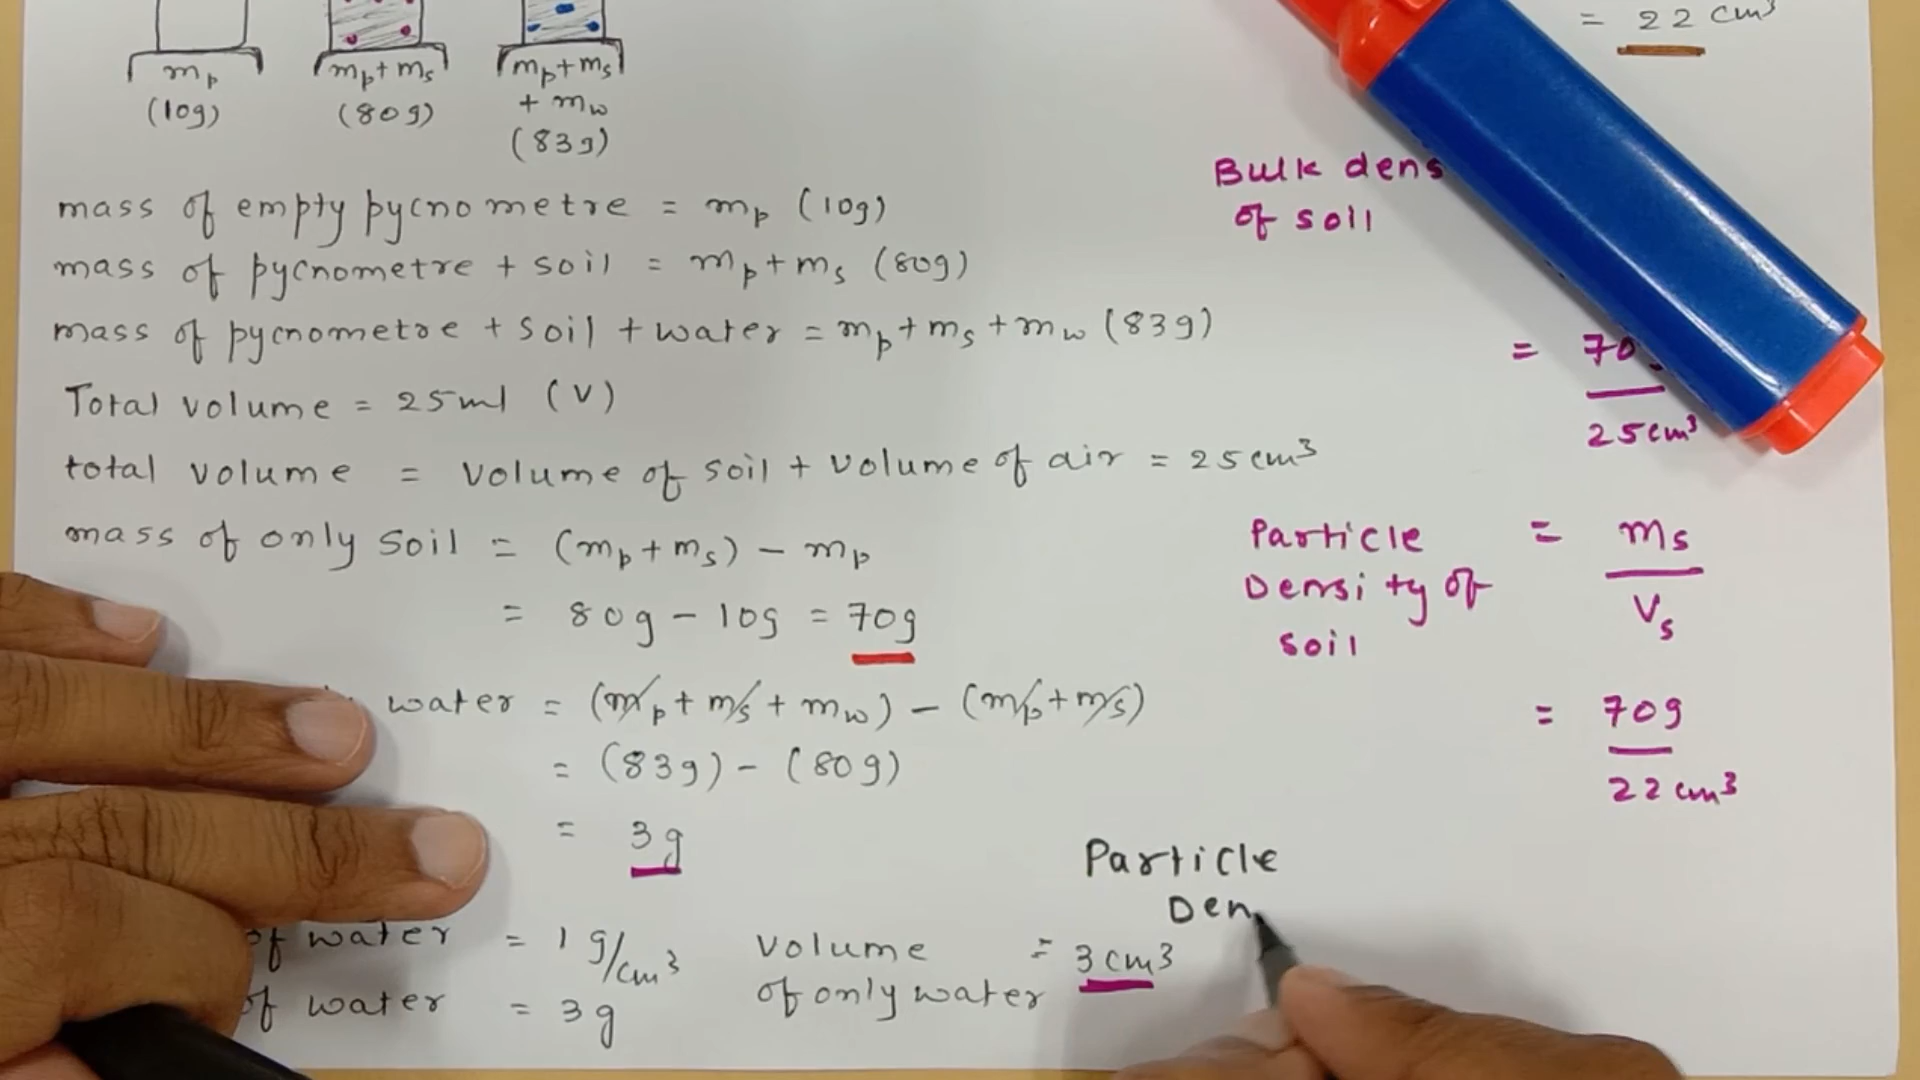 mp
(10g)
mp+ms
(80g)
mp+ms
+ mw
(83g)
= 22 cm³
mass of empty pycnometre = mp (10g)
mass of pycnometre + soil = mp+ms (80g)
mass of pycnometre + soil + water = mp+ms+mw (83g)
Total volume = 25ml (V)
total volume = volume of soil + volume of air = 25cm³
mass of only soil = (mp+ms) - mp
= 80g - 10g = 70g
water = (mp+ms+mw) - (mp+ms)
= (83g) - (80g)
= 3g
of water = 1 g/cm³
of water = 3g
volume = 3cm3
of only water
Bulk dens
of soil
= 70
25cm³
Particle = ms
Density of Vs
soil
= 70g
22cm3
Particle
Den